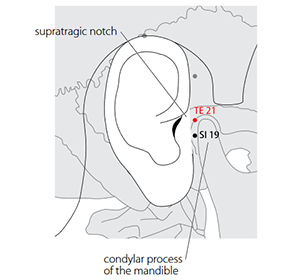 supratragic notch
TE 21
SI 19
condylar process
of the mandible